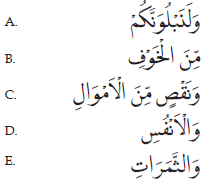 A. وَلَنَبْلُوَنَّكُمْ
B. مِّنَ الْخَوْفِ
C. وَنَقْصٍ مِّنَ الْاَمْوَالِ
D. وَالْاَنْفُسِ
E. وَالثَّمَرَاتِ